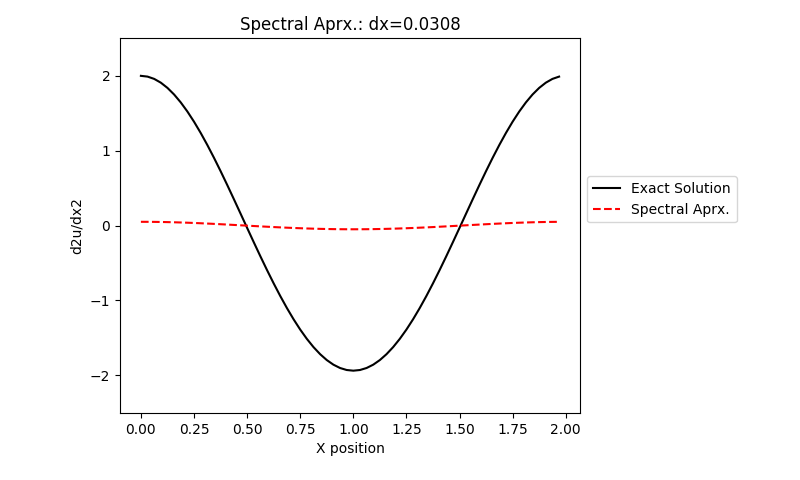 Spectral Aprx.: dx=0.0308
2
1
0
−1
−2
d2u/dx2
0.00 0.25 0.50 0.75 1.00 1.25 1.50 1.75 2.00
X position
Exact Solution
Spectral Aprx.